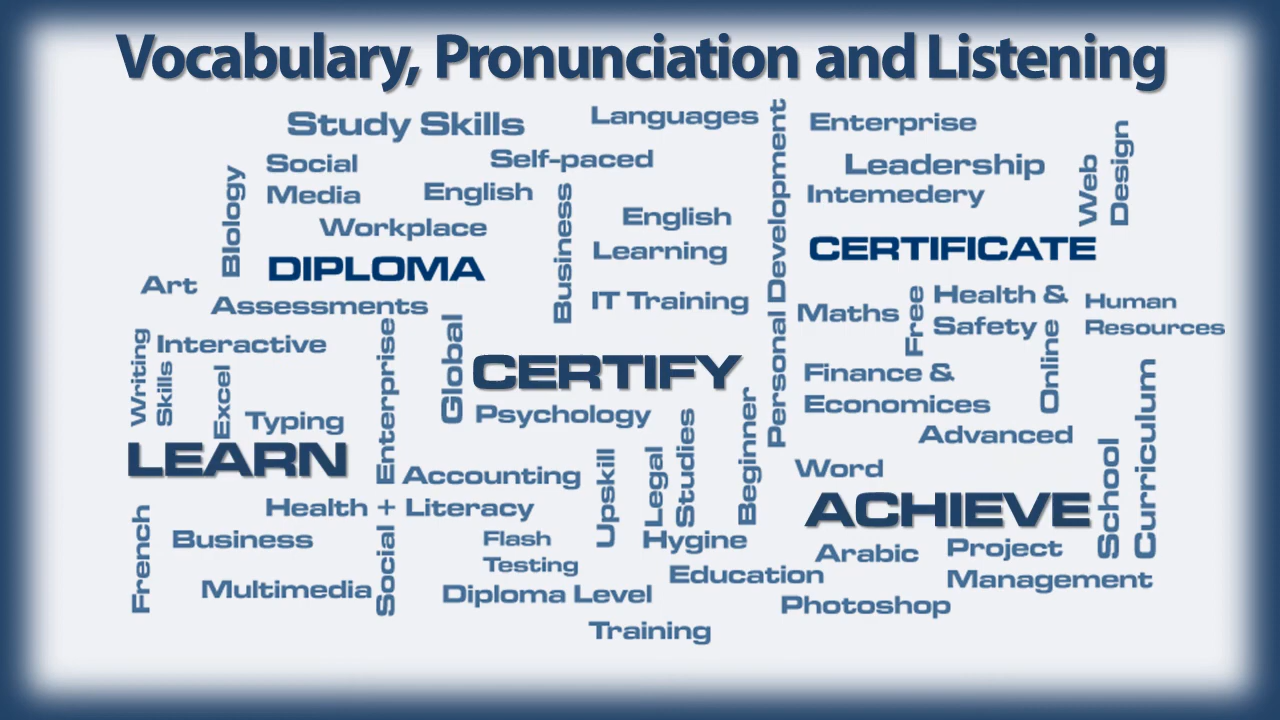 Vocabulary, Pronunciation and Listening
Study Skills
Languages
Enterprise
Social
Media
Self-paced
Leadership
English
Intemedery
Web
Design
BIology
Workplace
Business
English
Learning
Personal Development
DIPLOMA
CERTIFICATE
Art
Assessments
IT Training
Maths
Free
Health &
Safety
Human
Resources
Writing
Skills
Interactive
Excel
Typing
Enterprise
Global
CERTIFY
Psychology
Finance &
Economices
Online
Advanced
Curriculum
LEARN
Accounting
Upskill
Legal
Studies
Beginner
Word
ACHIEVE
School
Health + Literacy
French
Business
Social
Flash
Testing
Hygine
Arabic
Project
Management
Multimedia
Diploma Level
Education
Photoshop
Training